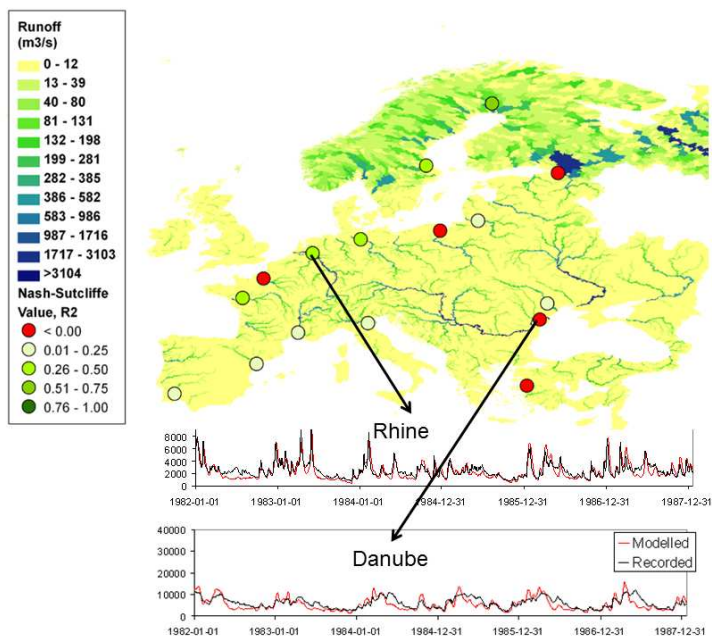 Runoff
(m3/s)
0 - 12
13 - 39
40 - 80
81 - 131
132 - 198
199 - 281
282 - 385
386 - 582
583 - 986
987 - 1716
1717 - 3103
>3104
Nash-Sutcliffe
Value, R2
< 0.00
0.01 - 0.25
0.26 - 0.50
0.51 - 0.75
0.76 - 1.00
Rhine
8000
6000
4000
2000
0
1982-01-01 1983-01-01 1984-01-01 1984-12-31 1985-12-31 1986-12-31 1987-12-31
Danube
40000
30000
20000
10000
0
Modelled
Recorded
1982-01-01 1983-01-01 1984-01-01 1984-12-31 1985-12-31 1986-12-31 1987-12-31